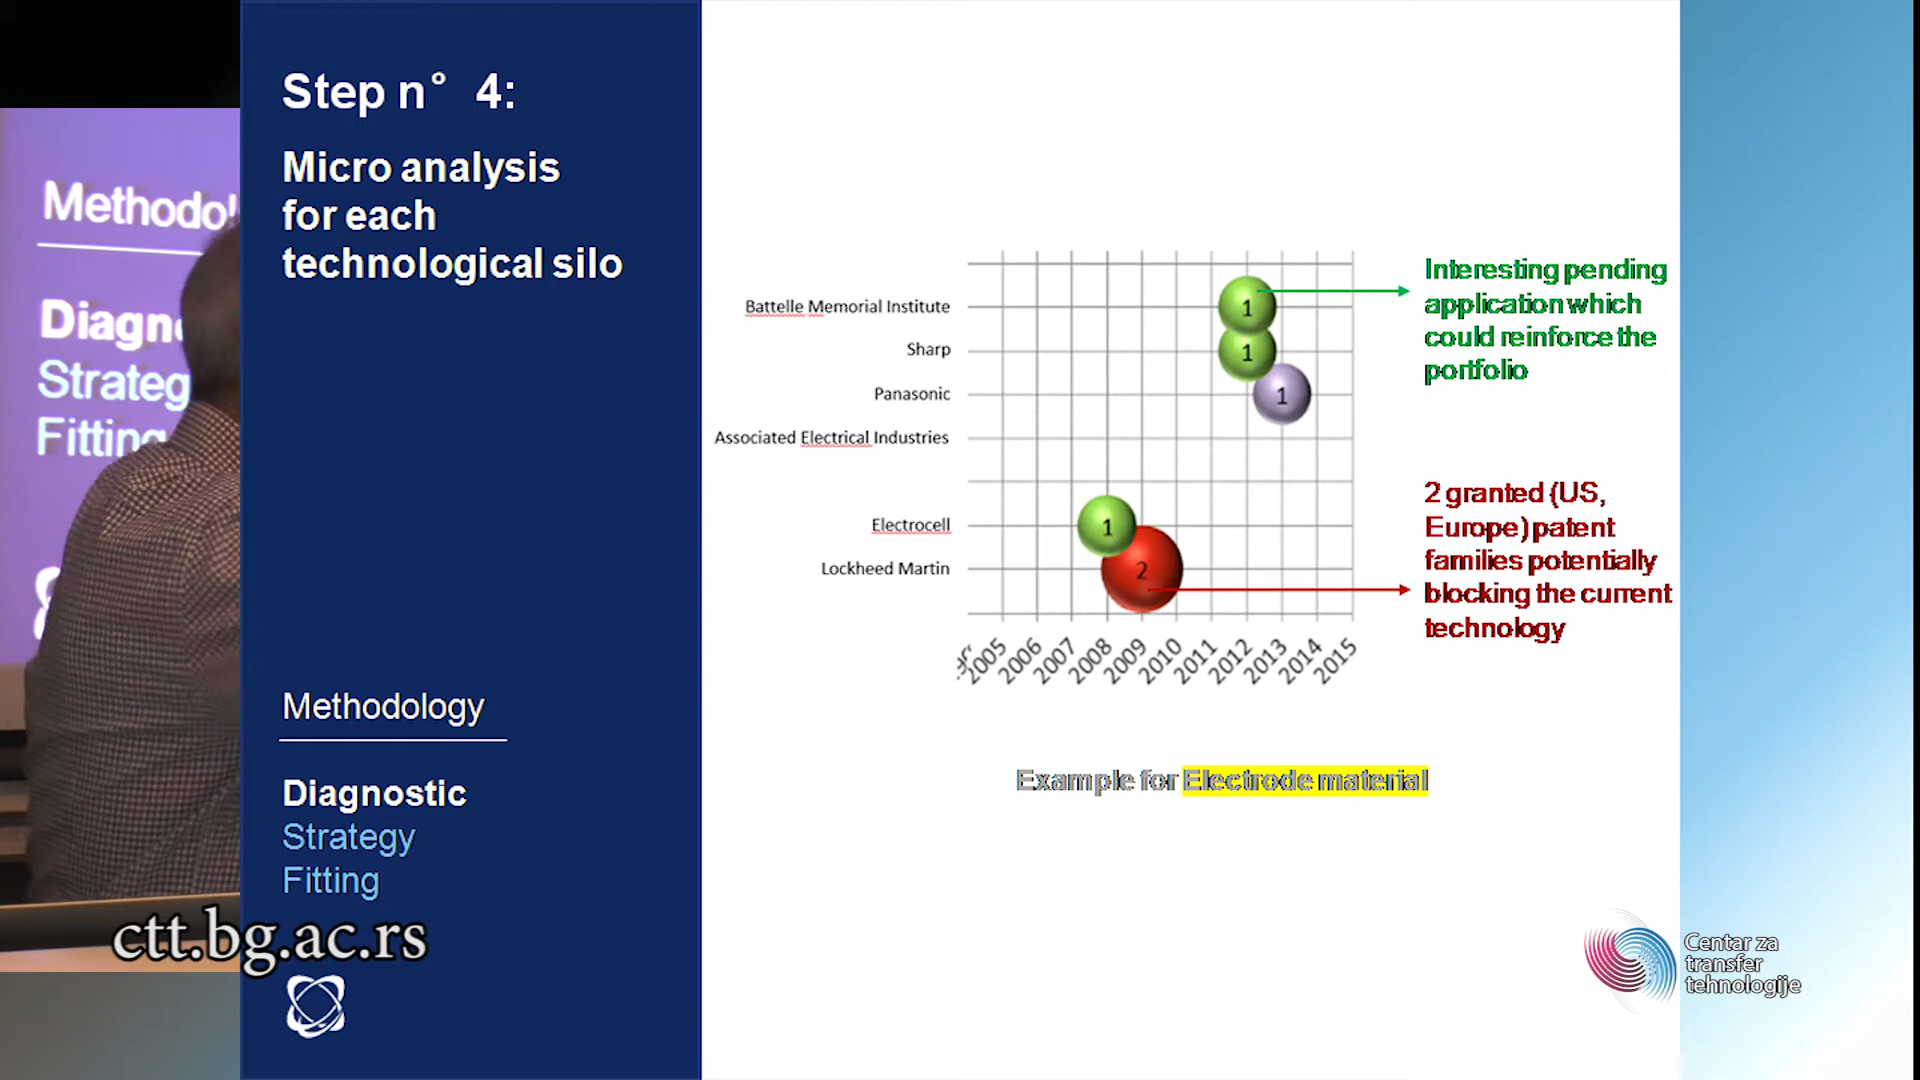 Methodol
Diagn
Strateg
Fitting
Step n° 4:
Micro analysis
for each
technological silo
Methodology
Diagnostic
Strategy
Fitting
Battelle Memorial Institute
Sharp
Panasonic
Associated Electrical Industries
Electrocell
Lockheed Martin
1
1
1
1
2
2005 2006 2007 2008 2009 2010 2011 2012 2013 2014 2015
Interesting pending
application which
could reinforce the
portfolio
2 granted (US,
Europe) patent
families potentially
blocking the current
technology
Example for Electrode material
ctt.bg.ac.rs
Centar za
transfer
tehnologije